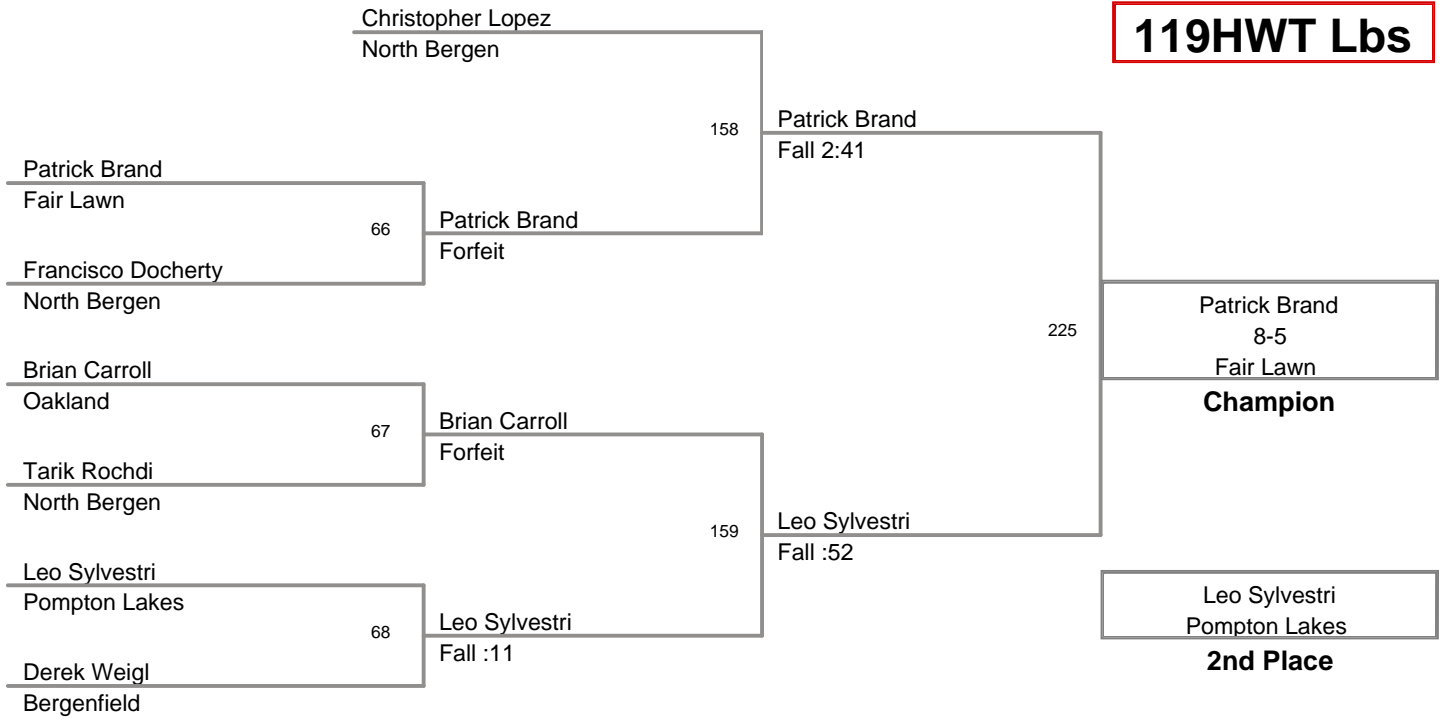 Christopher Lopez
North Bergen
119HWT Lbs
158
Patrick Brand
Fall 2:41
Patrick Brand
Fair Lawn
66
Patrick Brand
Forfeit
Francisco Docherty
North Bergen
225
Patrick Brand
8-5
Fair Lawn
Champion
Brian Carroll
Oakland
67
Brian Carroll
Forfeit
Tarik Rochdi
North Bergen
159
Leo Sylvestri
Fall :52
Leo Sylvestri
Pompton Lakes
68
Leo Sylvestri
Fall :11
Derek Weigl
Bergenfield
Leo Sylvestri
Pompton Lakes
2nd Place